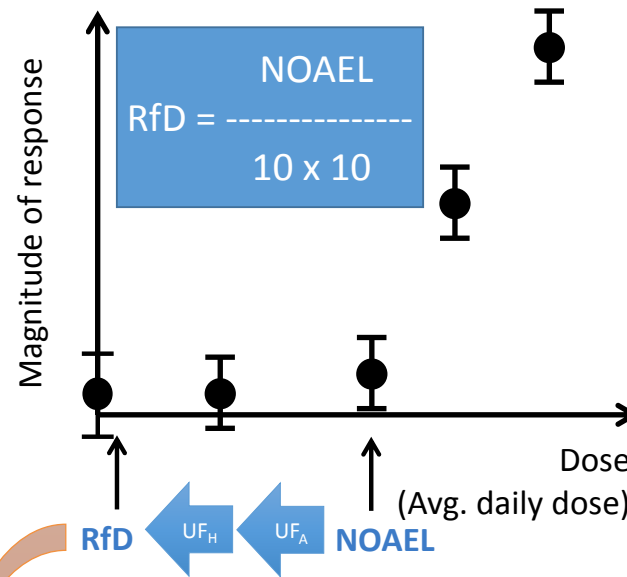 Magnitude of response
NOAEL
RfD = ---------------
10 x 10
Dose
(Avg. daily dose)
RfD
UFH
UFA
NOAEL